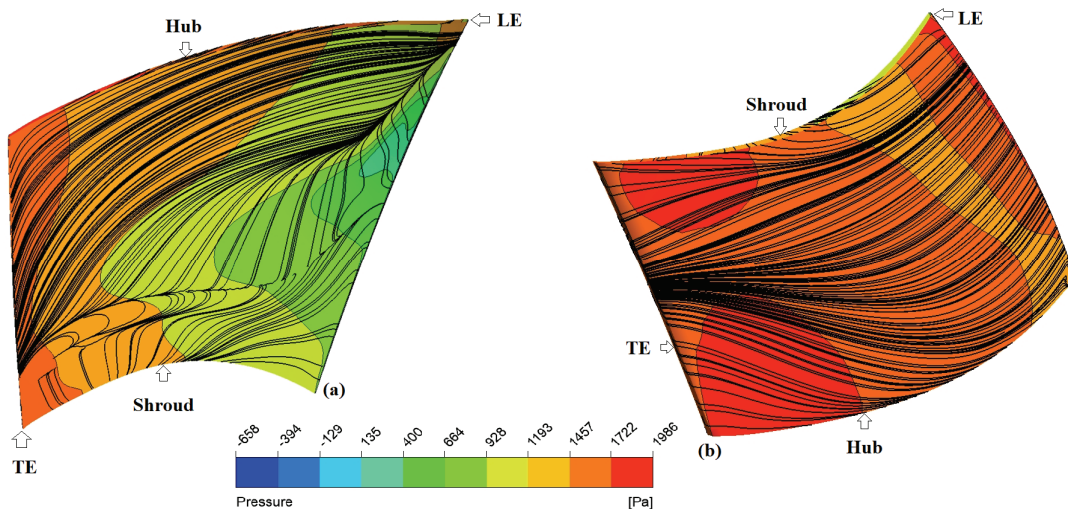 LE
LE
Hub
Shroud
TE
(a)
Shroud
TE
(b)
Hub
-658 -394 -129 135 400 664 928 1193 1457 1722 1986
Pressure [Pa]